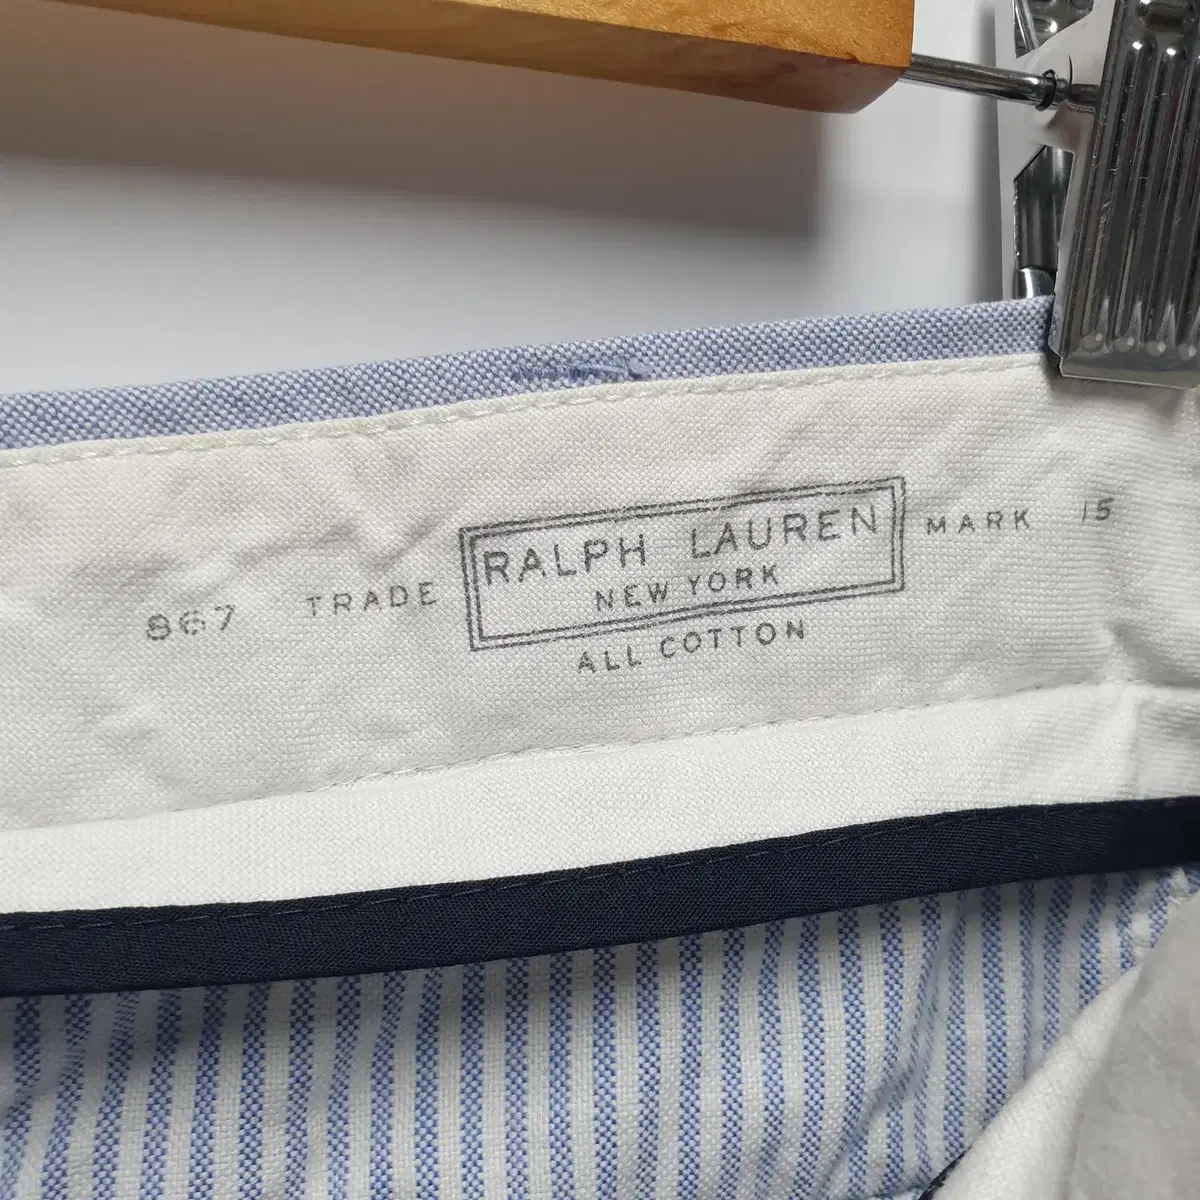 867 TRADE RALPH LAUREN MARK 15
NEW YORK
ALL COTTON